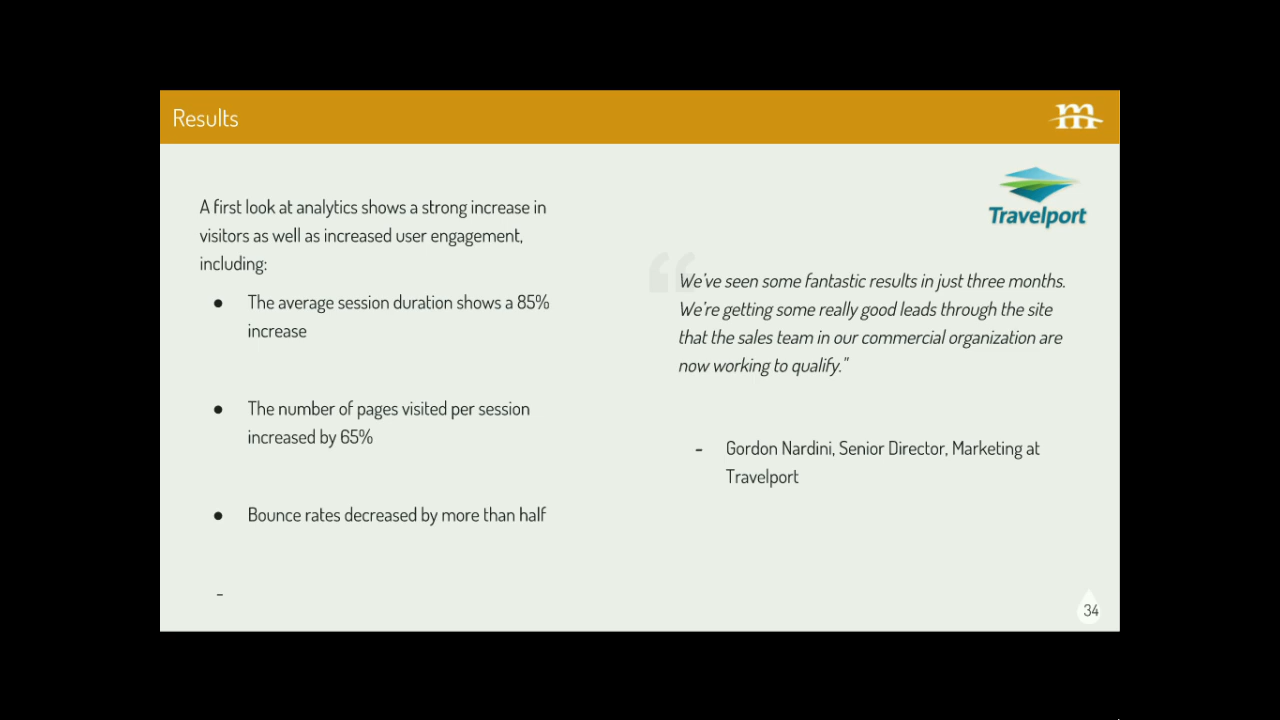 Results
m
Travelport
A first look at analytics shows a strong increase in
visitors as well as increased user engagement,
including:
● The average session duration shows a 85%
increase
● The number of pages visited per session
increased by 65%
● Bounce rates decreased by more than half
-
“We’ve seen some fantastic results in just three months.
We’re getting some really good leads through the site
that the sales team in our commercial organization are
now working to qualify."
- Gordon Nardini, Senior Director, Marketing at
Travelport
34